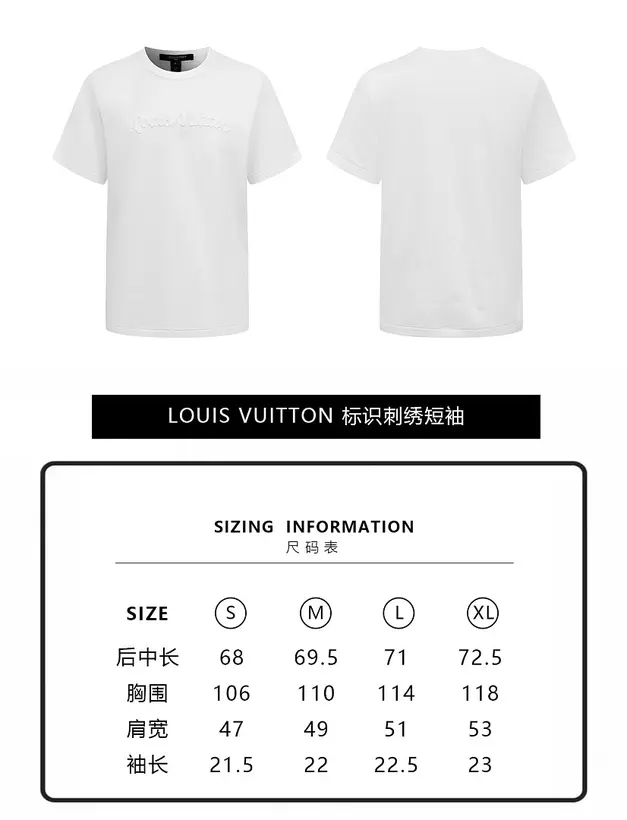 Louis Vuitton
LOUIS VUITTON 标识刺绣短袖
SIZING INFORMATION
尺码表
SIZE S M L XL
后中长 68 69.5 71 72.5
胸围 106 110 114 118
肩宽 47 49 51 53
袖长 21.5 22 22.5 23